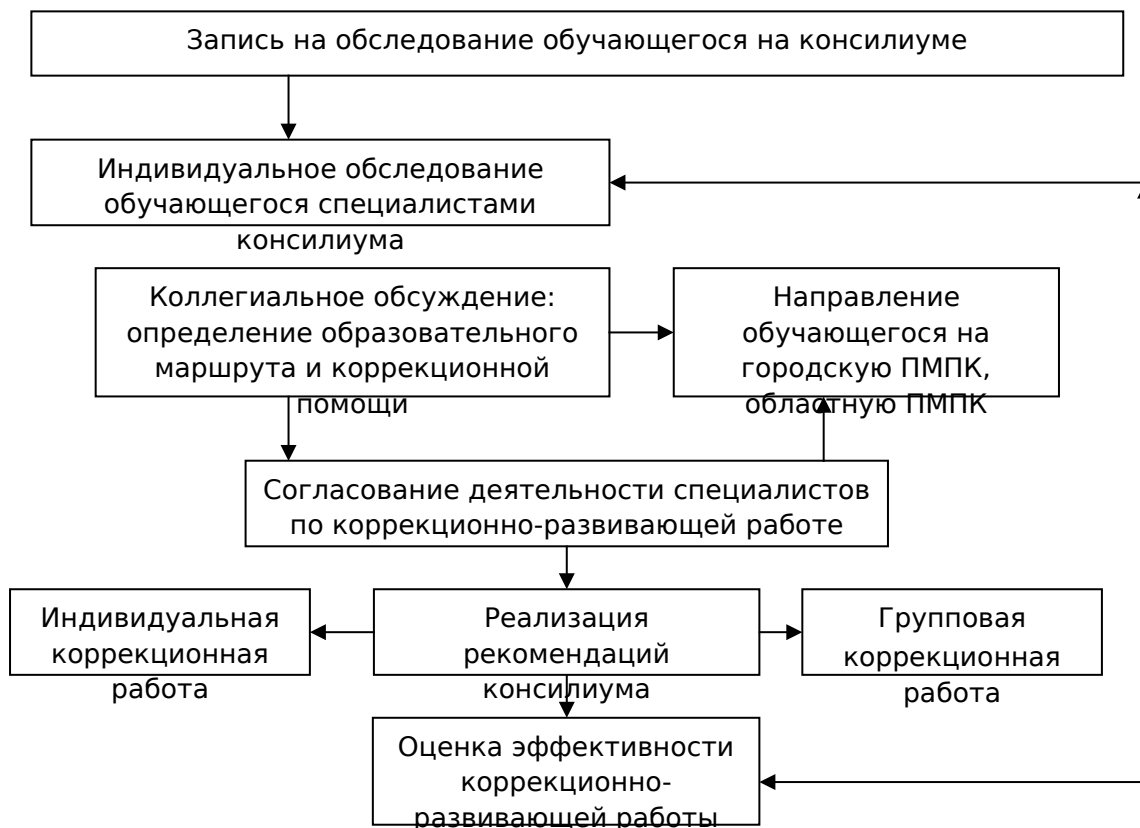 Запись на обследование обучающегося на консилиуме
Индивидуальное обследование
обучающегося специалистами
консилиума
Коллегиальное обсуждение:
определение образовательного
маршрута и коррекционной
помощи
Направление
обучающегося на
городскую ПМПК,
областную ПМПК
Согласование деятельности специалистов
по коррекционно-развивающей работе
Индивидуальная
коррекционная
работа
Реализация
рекомендаций
консилиума
Групповая
коррекционная
работа
Оценка эффективности
коррекционно-
развивающей работы